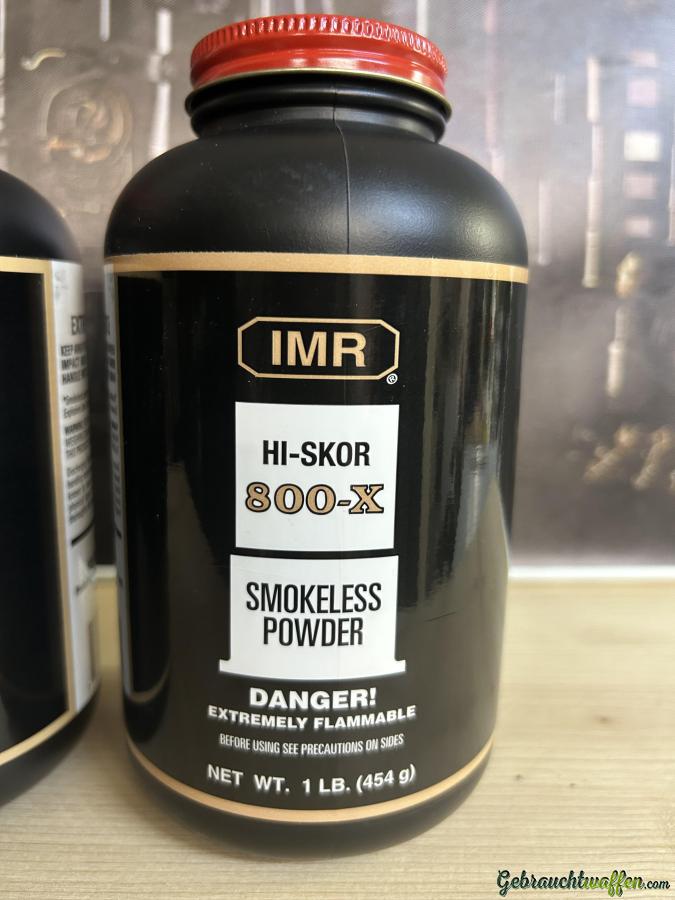 IMR
®
HI-SKOR
800-X
SMOKELESS
POWDER
DANGER!
EXTREMELY FLAMMABLE
BEFORE USING SEE PRECAUTIONS ON SIDES
NET WT. 1 LB. (454 g)
Gebrauchtwaffen.com